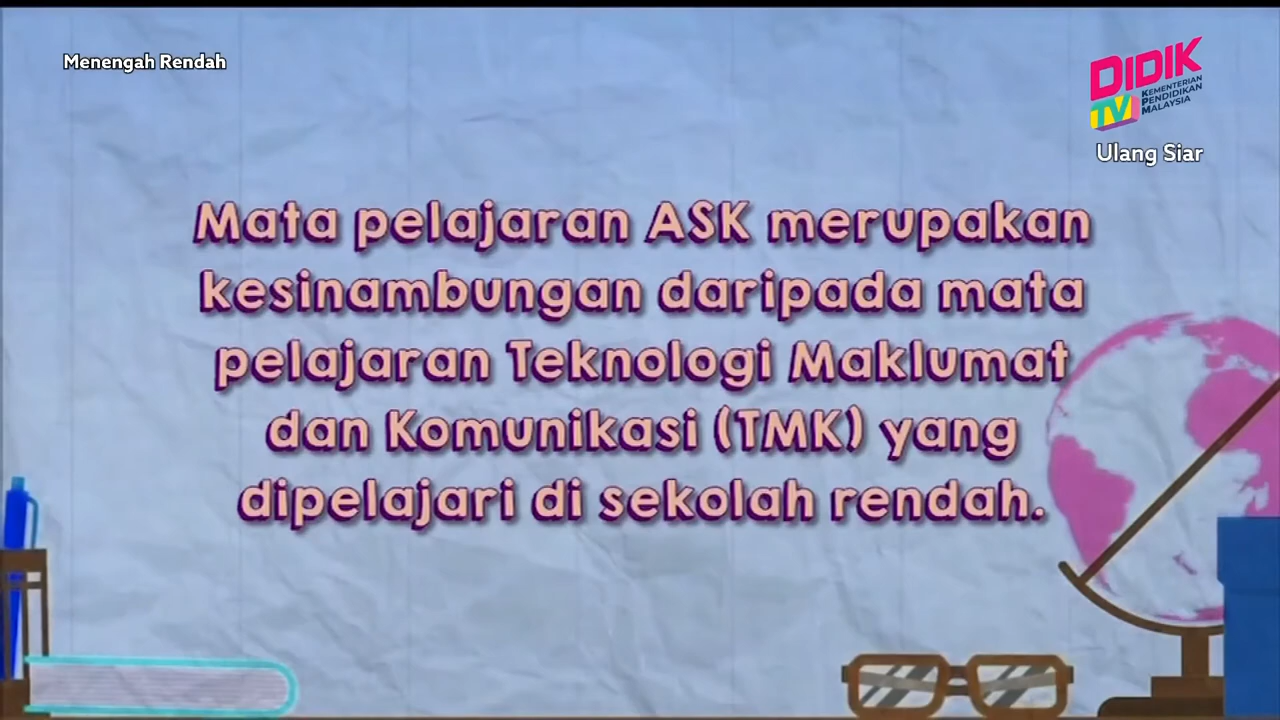 Menengah Rendah
DIDIK
TV
KEMENTERIAN
PENDIDIKAN
MALAYSIA
Ulang Siar
Mata pelajaran ASK merupakan
kesinambungan daripada mata
pelajaran Teknologi Maklumat
dan Komunikasi (TMK) yang
dipelajari di sekolah rendah.